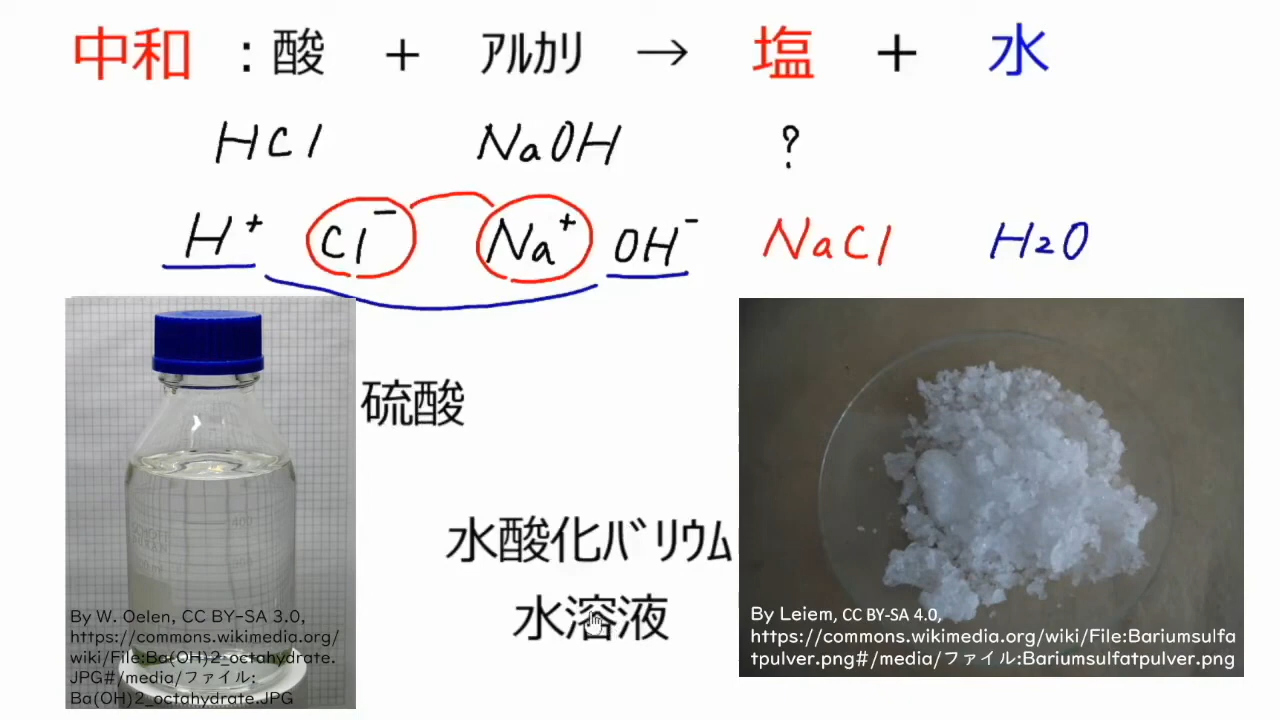 中和 :酸 + ｱﾙｶﾘ → 塩 + 水
HCl NaOH ?
H⁺ Cl⁻ Na⁺ OH⁻ NaCl H₂O
硫酸
水酸化ﾊﾞﾘｳﾑ
水溶液
By W. Oelen, CC BY-SA 3.0,
https://commons.wikimedia.org/
wiki/File:Ba(OH)2_octahydrate.
JPG#/media/ファイル:
Ba(OH)2_octahydrate.JPG
By Leiem, CC BY-SA 4.0,
https://commons.wikimedia.org/wiki/File:Bariumsulfa
tpulver.png#/media/ファイル:Bariumsulfatpulver.png